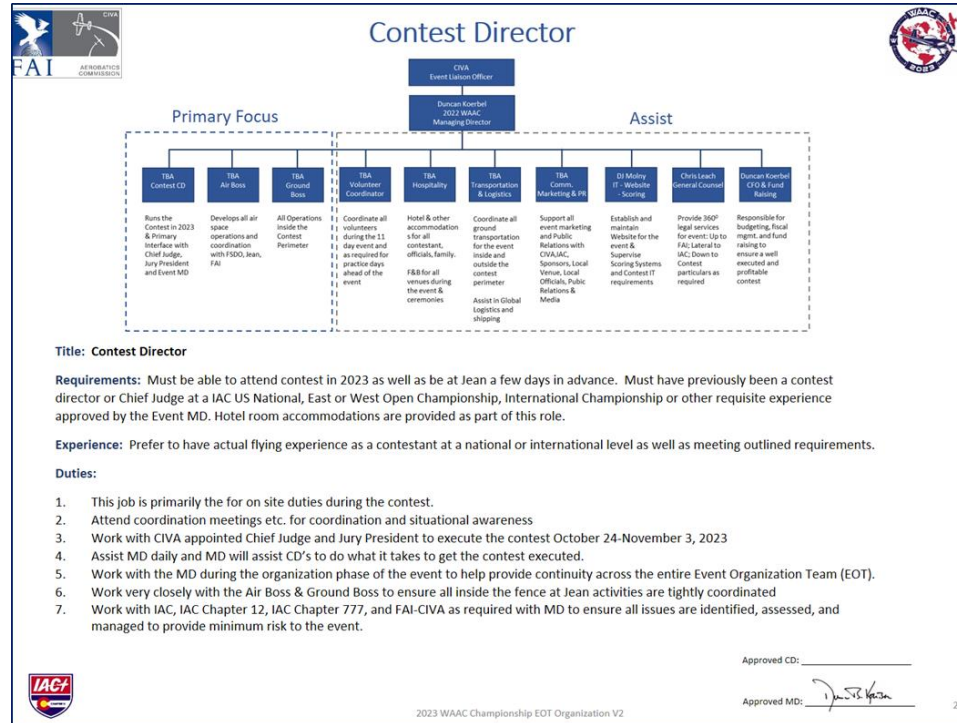 CIVA
FAI
AEROBATICS
COMMISSION
Contest Director
WAAC
2023
CIVA
Event Liaison Officer
Duncan Koerbel
2022 WAAC
Managing Director
Primary Focus
Assist
TBA
Contest CD
Runs the
Contest in 2023
& Primary
Interface with
Chief Judge,
Jury President
and Event MD
TBA
Air Boss
Develops all air
space
operations and
coordination
with FSDO, Jean,
FAI
TBA
Ground
Boss
All Operations
inside the
Contest
Perimeter
TBA
Volunteer
Coordinator
Coordinate all
volunteers
during the 11
day event and
as required for
practice days
ahead of the
event
TBA
Hospitality
Hotel & other
accommodation
s for all
contestant,
officials, family.
F&B for all
venues during
the event &
ceremonies
TBA
Transportation
& Logistics
Coordinate all
ground
transportation
for the event
inside and
outside the
contest
perimeter
Assist in Global
Logistics and
shipping
TBA
Comm.
Marketing & PR
Support all
event marketing
and Public
Relations with
CIVA,IAC,
Sponsors, Local
Venue, Local
Officials, Pubic
Relations &
Media
DJ Molny
IT - Website
- Scoring
Establish and
maintain
Website for the
event &
Supervise
Scoring Systems
and Contest IT
requirements
Chris Leach
General Counsel
Provide 360⁰
legal services
for event: Up to
FAI; Lateral to
IAC; Down to
Contest
particulars as
required
Duncan Koerbel
CFO & Fund
Raising
Responsible for
budgeting, fiscal
mgmt. and fund
raising to
ensure a well
executed and
profitable
contest
Title: Contest Director
Requirements: Must be able to attend contest in 2023 as well as be at Jean a few days in advance. Must have previously been a contest
director or Chief Judge at a IAC US National, East or West Open Championship, International Championship or other requisite experience
approved by the Event MD. Hotel room accommodations are provided as part of this role.
Experience: Prefer to have actual flying experience as a contestant at a national or international level as well as meeting outlined requirements.
Duties:
1. This job is primarily the for on site duties during the contest.
2. Attend coordination meetings etc. for coordination and situational awareness
3. Work with CIVA appointed Chief Judge and Jury President to execute the contest October 24-November 3, 2023
4. Assist MD daily and MD will assist CD's to do what it takes to get the contest executed.
5. Work with the MD during the organization phase of the event to help provide continuity across the entire Event Organization Team (EOT).
6. Work very closely with the Air Boss & Ground Boss to ensure all inside the fence at Jean activities are tightly coordinated
7. Work with IAC, IAC Chapter 12, IAC Chapter 777, and FAI-CIVA as required with MD to ensure all issues are identified, assessed, and
managed to provide minimum risk to the event.
Approved CD:
Approved MD:
IAC
2023 WAAC Championship EOT Organization V2
2